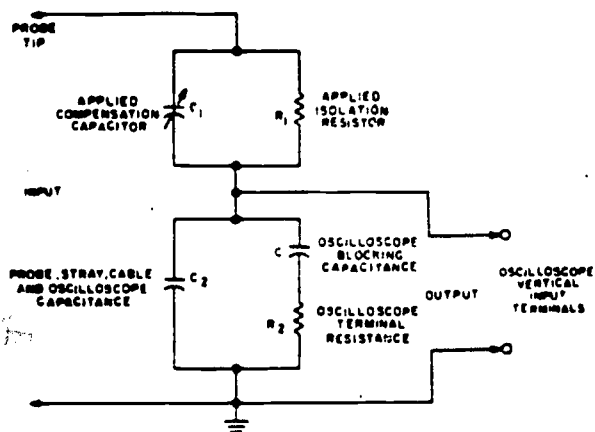 PROBE
TIP
APPLIED
COMPENSATION
CAPACITOR
C1
R1
APPLIED
ISOLATION
RESISTOR
INPUT
PROBE, STRAY, CABLE
AND OSCILLOSCOPE
CAPACITANCE
C2
C
OSCILLOSCOPE
BLOCKING
CAPACITANCE
R2
OSCILLOSCOPE
TERMINAL
RESISTANCE
OUTPUT
OSCILLOSCOPE
VERTICAL
INPUT
TERMINALS